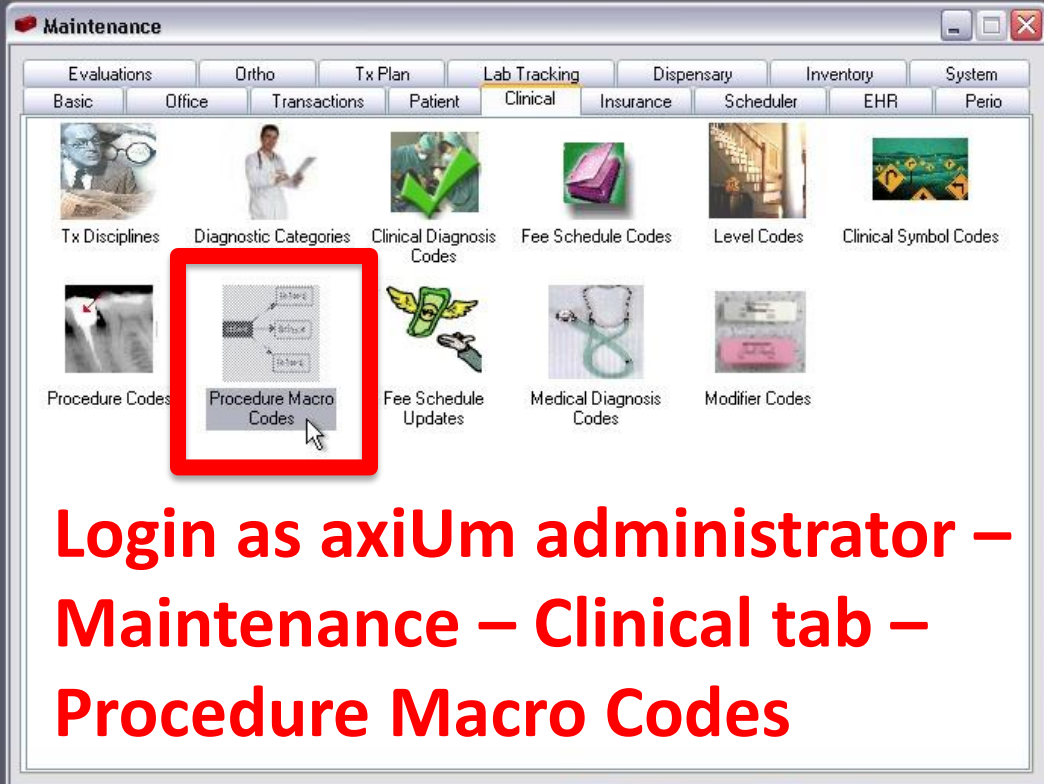 Maintenance
Evaluations Ortho Tx Plan Lab Tracking Dispensary Inventory System
Basic Office Transactions Patient Clinical Insurance Scheduler EHR Perio
Tx Disciplines Diagnostic Categories Clinical Diagnosis Codes Fee Schedule Codes Level Codes Clinical Symbol Codes
Procedure Codes Procedure Macro Codes Fee Schedule Updates Medical Diagnosis Codes Modifier Codes
Login as axiUm administrator –
Maintenance – Clinical tab –
Procedure Macro Codes